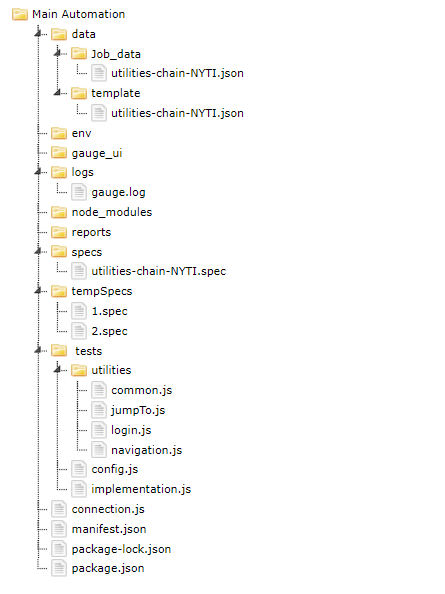 Main Automation
data
Job_data
utilities-chain-NYTI.json
template
utilities-chain-NYTI.json
env
gauge_ui
logs
gauge.log
node_modules
reports
specs
utilities-chain-NYTI.spec
tempSpecs
1.spec
2.spec
tests
utilities
common.js
jumpTo.js
login.js
navigation.js
config.js
implementation.js
connection.js
manifest.json
package-lock.json
package.json